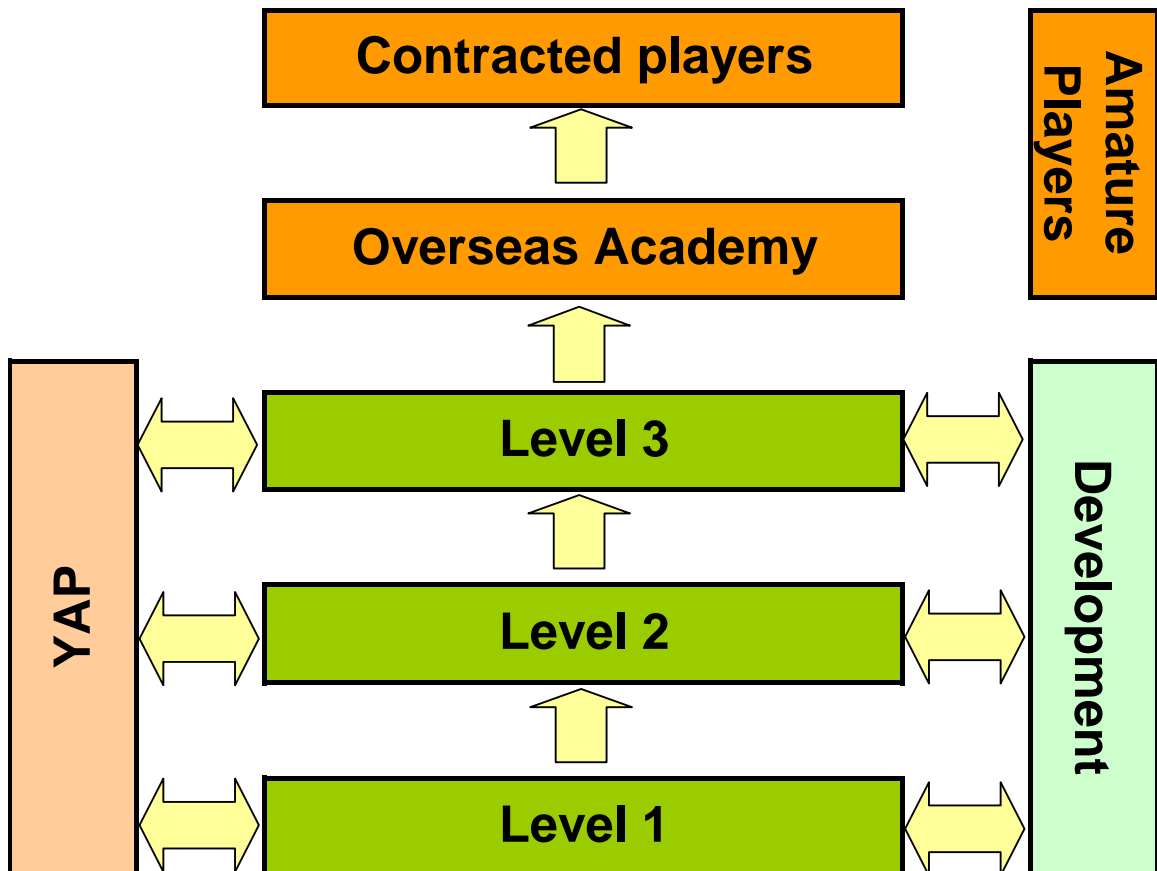 Contracted players
Amature
Players
Overseas Academy
Level 3
YAP
Development
Level 2
Level 1